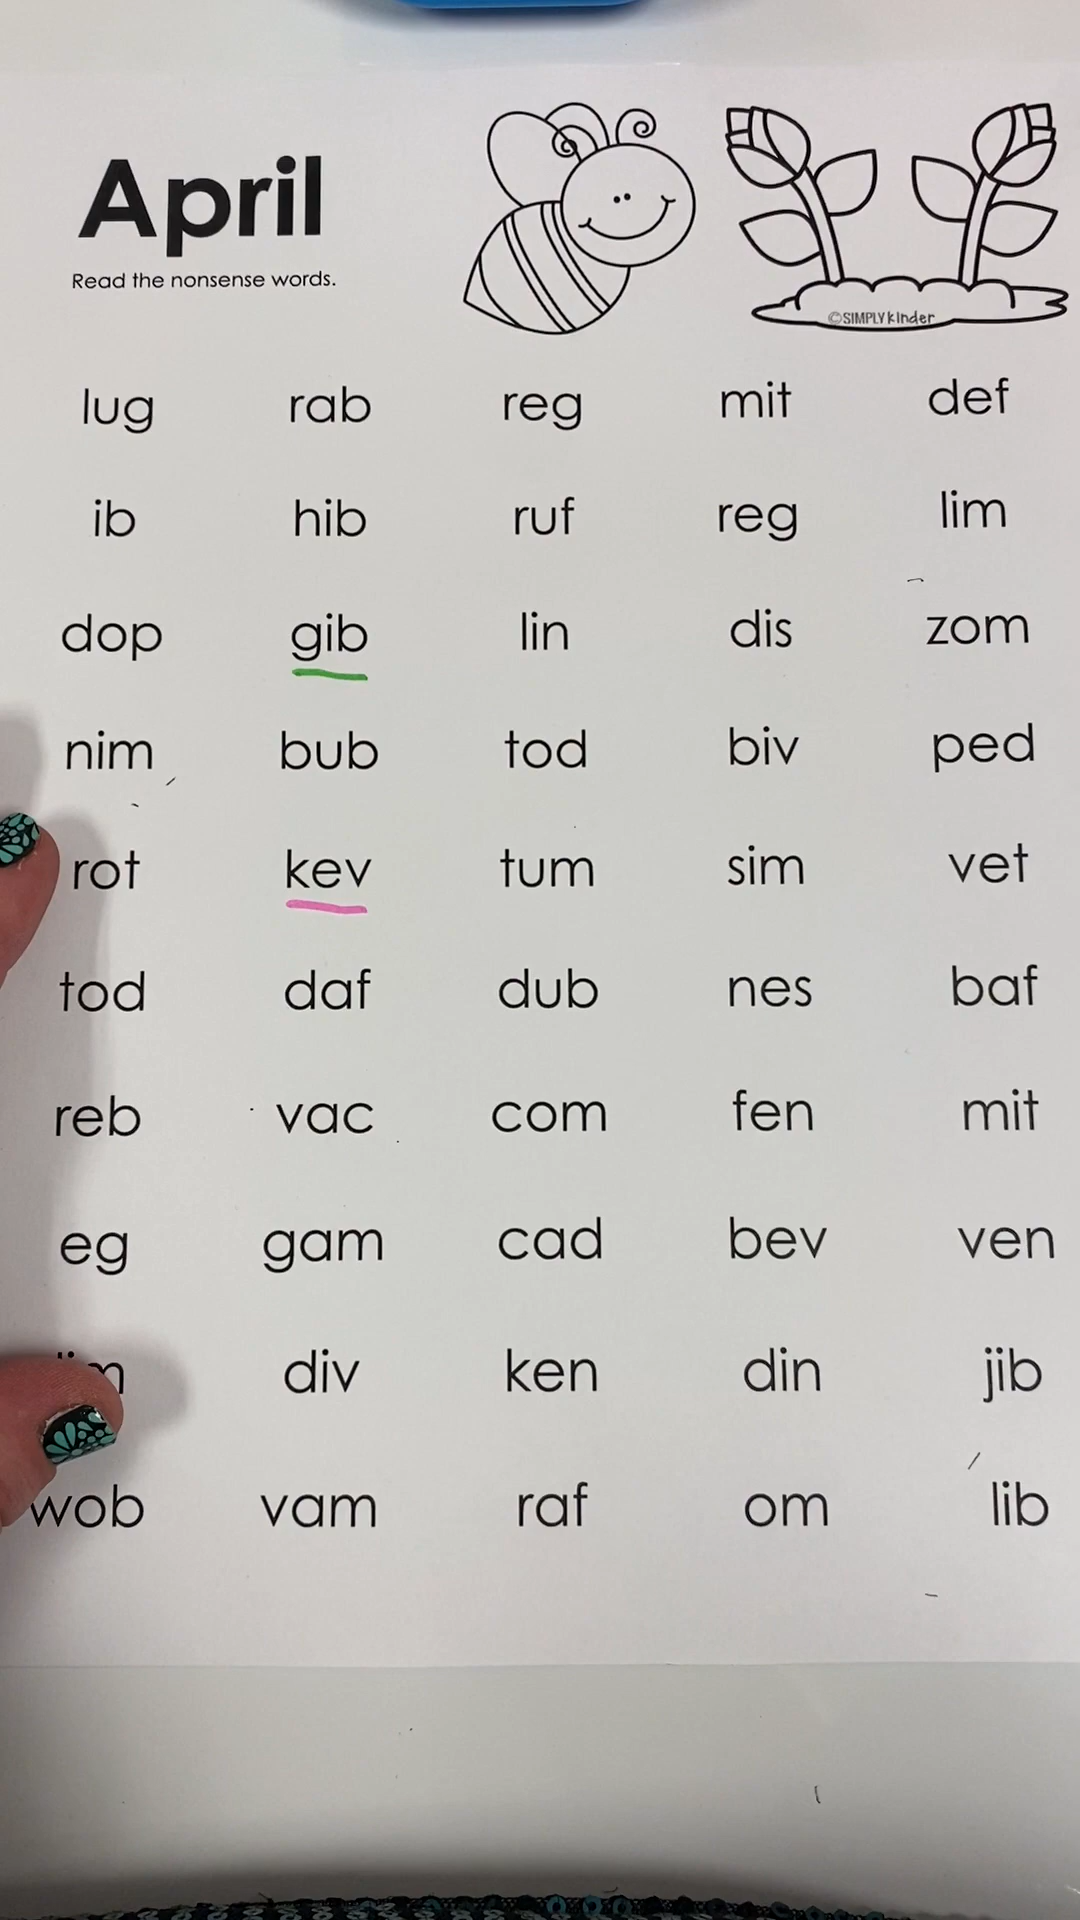 April
Read the nonsense words.
©SIMPLYkinder
lug rab reg mit def
ib hib ruf reg lim
dop gib lin dis zom
nim bub tod biv ped
rot kev tum sim vet
tod daf dub nes baf
reb vac com fen mit
eg gam cad bev ven
div ken din jib
wob vam raf om lib